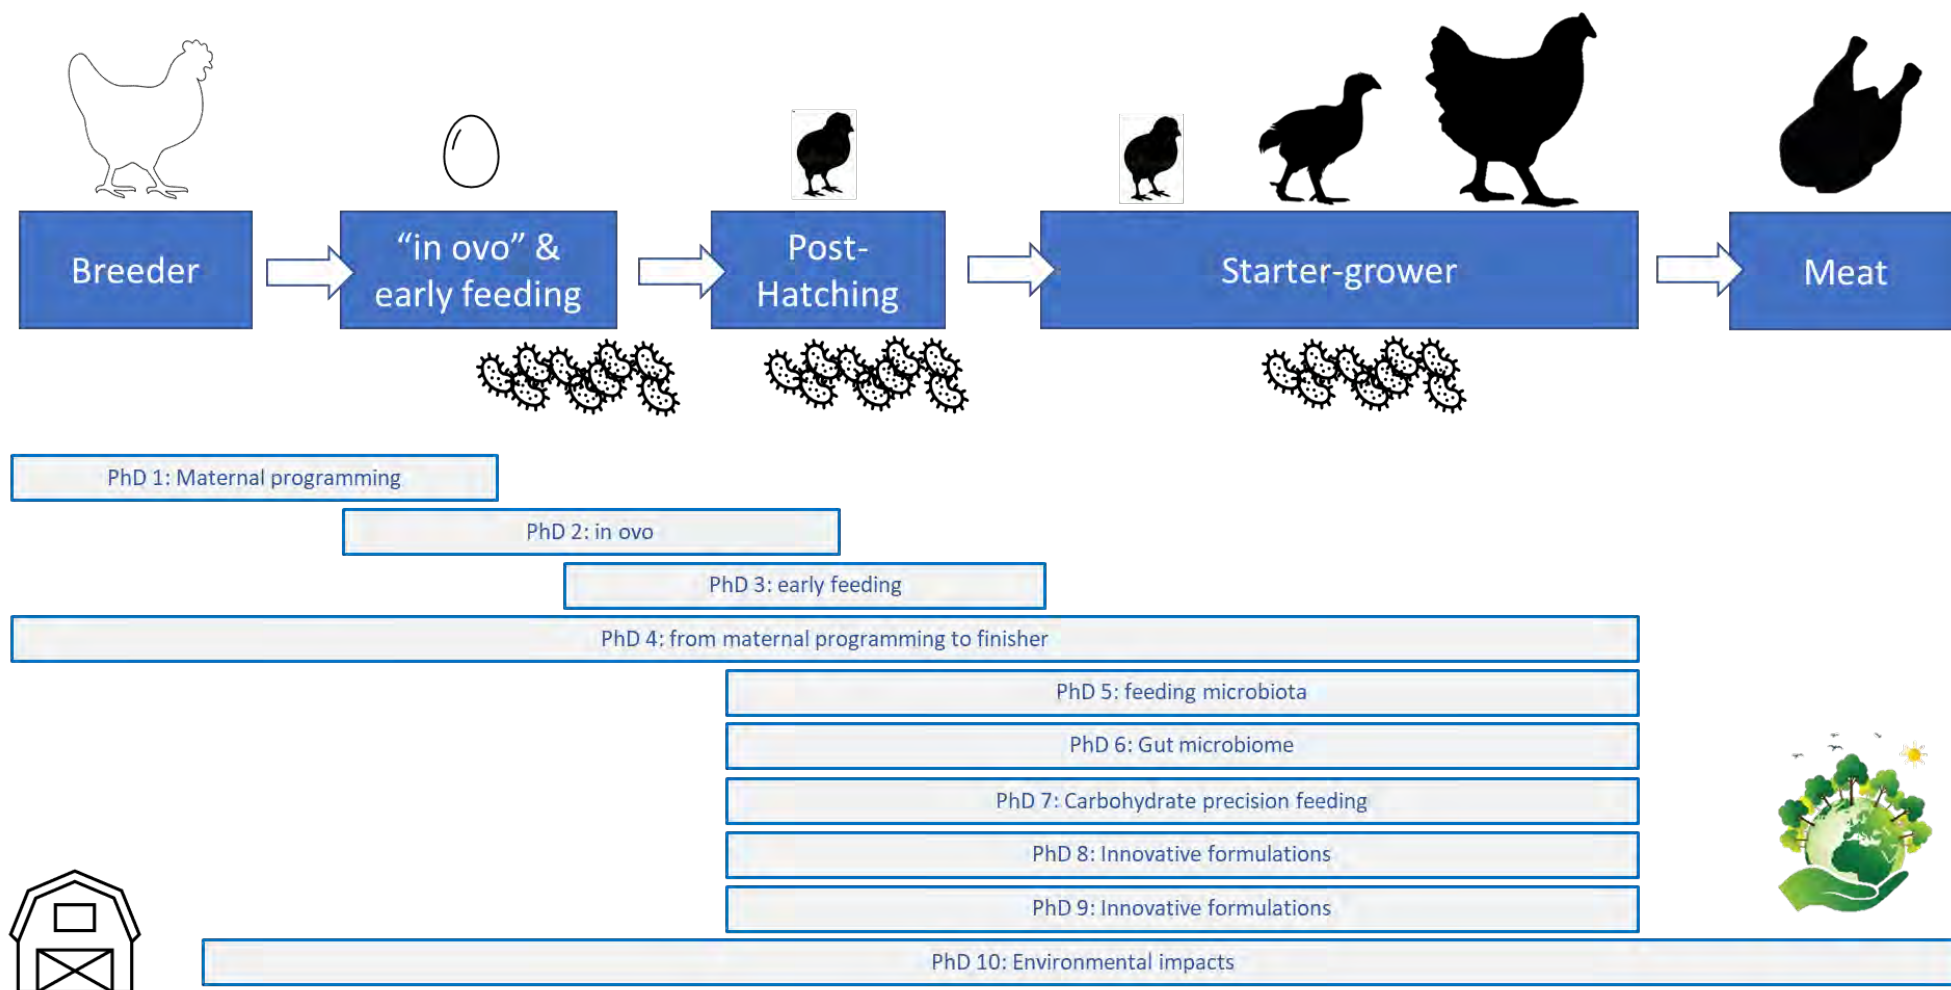 Breeder
“in ovo” &
early feeding
Post-
Hatching
Starter-grower
Meat
PhD 1: Maternal programming
PhD 2: in ovo
PhD 3: early feeding
PhD 4: from maternal programming to finisher
PhD 5: feeding microbiota
PhD 6: Gut microbiome
PhD 7: Carbohydrate precision feeding
PhD 8: Innovative formulations
PhD 9: Innovative formulations
PhD 10: Environmental impacts